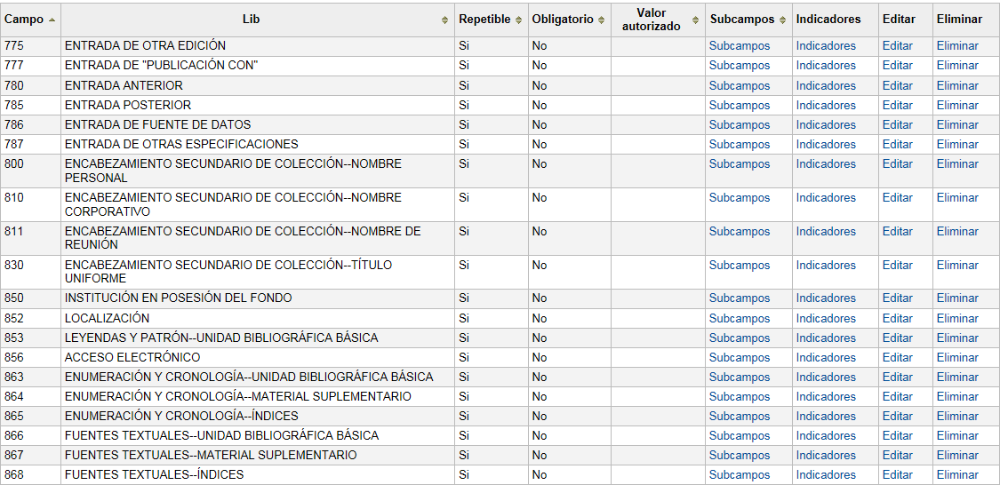 Campo Lib Repetible Obligatorio Valor autorizado Subcampos Indicadores Editar Eliminar
775 ENTRADA DE OTRA EDICIÓN Si No Subcampos Indicadores Editar Eliminar
777 ENTRADA DE "PUBLICACIÓN CON" Si No Subcampos Indicadores Editar Eliminar
780 ENTRADA ANTERIOR Si No Subcampos Indicadores Editar Eliminar
785 ENTRADA POSTERIOR Si No Subcampos Indicadores Editar Eliminar
786 ENTRADA DE FUENTE DE DATOS Si No Subcampos Indicadores Editar Eliminar
787 ENTRADA DE OTRAS ESPECIFICACIONES Si No Subcampos Indicadores Editar Eliminar
800 ENCABEZAMIENTO SECUNDARIO DE COLECCIÓN--NOMBRE Si No Subcampos Indicadores Editar Eliminar
PERSONAL
810 ENCABEZAMIENTO SECUNDARIO DE COLECCIÓN--NOMBRE Si No Subcampos Indicadores Editar Eliminar
CORPORATIVO
811 ENCABEZAMIENTO SECUNDARIO DE COLECCIÓN--NOMBRE DE Si No Subcampos Indicadores Editar Eliminar
REUNIÓN
830 ENCABEZAMIENTO SECUNDARIO DE COLECCIÓN--TÍTULO Si No Subcampos Indicadores Editar Eliminar
UNIFORME
850 INSTITUCIÓN EN POSESIÓN DEL FONDO Si No Subcampos Indicadores Editar Eliminar
852 LOCALIZACIÓN Si No Subcampos Indicadores Editar Eliminar
853 LEYENDAS Y PATRÓN--UNIDAD BIBLIOGRÁFICA BÁSICA Si No Subcampos Indicadores Editar Eliminar
856 ACCESO ELECTRÓNICO Si No Subcampos Indicadores Editar Eliminar
863 ENUMERACIÓN Y CRONOLOGÍA--UNIDAD BIBLIOGRÁFICA BÁSICA Si No Subcampos Indicadores Editar Eliminar
864 ENUMERACIÓN Y CRONOLOGÍA--MATERIAL SUPLEMENTARIO Si No Subcampos Indicadores Editar Eliminar
865 ENUMERACIÓN Y CRONOLOGÍA--ÍNDICES Si No Subcampos Indicadores Editar Eliminar
866 FUENTES TEXTUALES--UNIDAD BIBLIOGRÁFICA BÁSICA Si No Subcampos Indicadores Editar Eliminar
867 FUENTES TEXTUALES--MATERIAL SUPLEMENTARIO Si No Subcampos Indicadores Editar Eliminar
868 FUENTES TEXTUALES--ÍNDICES Si No Subcampos Indicadores Editar Eliminar